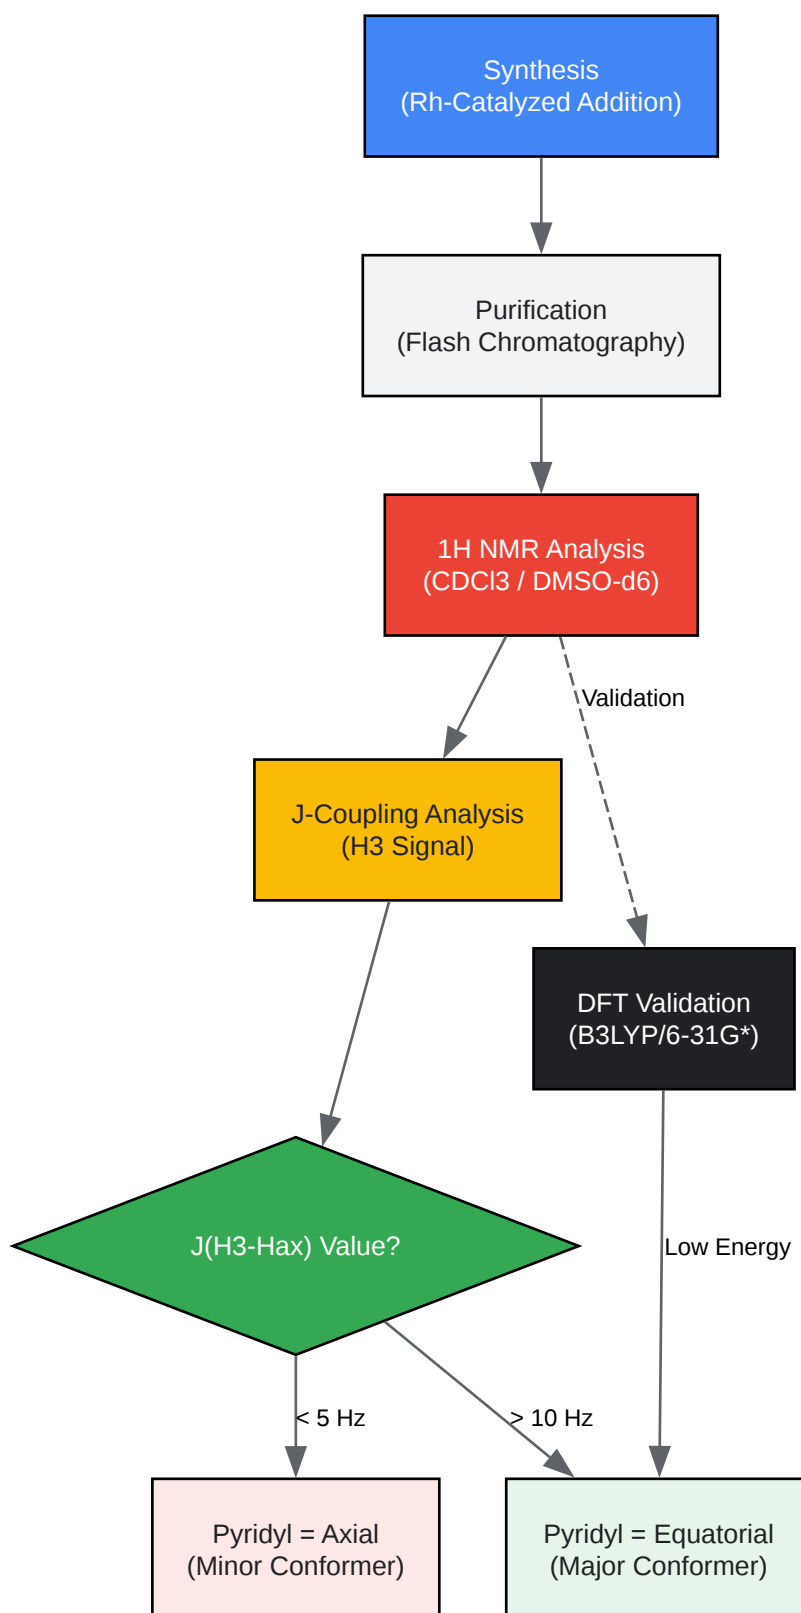 Synthesis
(Rh-Catalyzed Addition)
Purification
(Flash Chromatography)
1H NMR Analysis
(CDCl3 / DMSO-d6)
Validation
J-Coupling Analysis
(H3 Signal)
DFT Validation
(B3LYP/6-31G*)
J(H3-Hax) Value?
Low Energy
< 5 Hz
> 10 Hz
Pyridyl = Axial
(Minor Conformer)
Pyridyl = Equatorial
(Major Conformer)